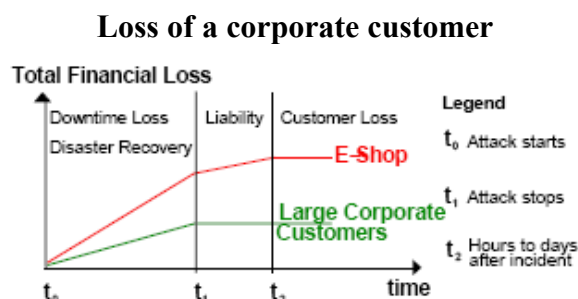 Loss of a corporate customer
Total Financial Loss
Downtime Loss
Disaster Recovery
Liability
Customer Loss
E-Shop
Large Corporate
Customers
t₀
t₁
t₂
time
Legend
t₀ Attack starts
t₁ Attack stops
t₂ Hours to days
after incident